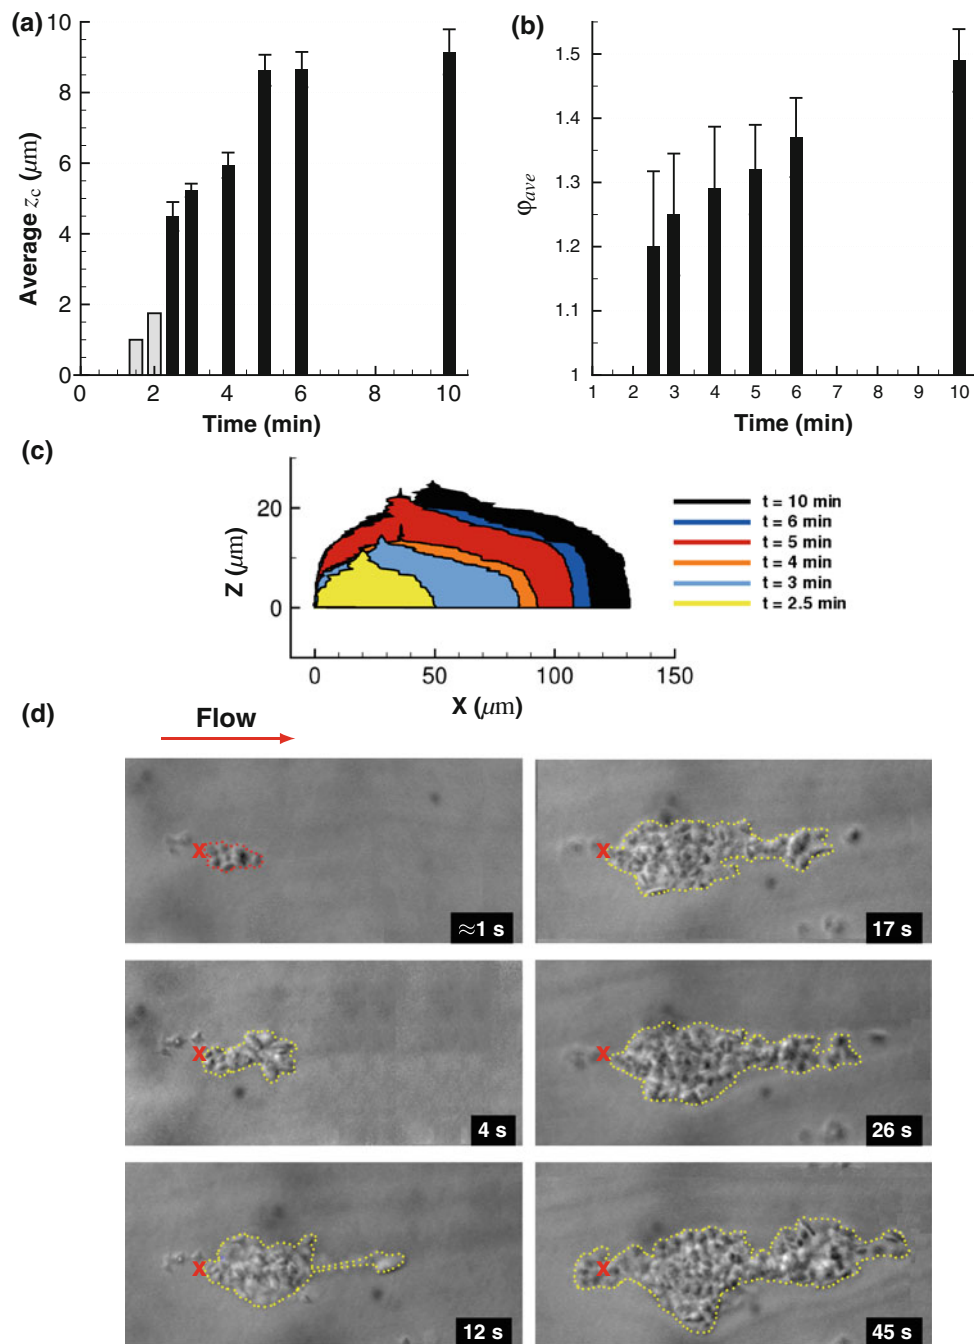 (a)
10
8
6
4
2
0
Average z_c (μm)
0 2 4 6 8 10
Time (min)
(b)
1.5
1.4
1.3
1.2
1.1
1
φ_ave
1 2 3 4 5 6 7 8 9 10
Time (min)
(c)
20
0
Z (μm)
0 50 100 150
X (μm)
t = 10 min
t = 6 min
t = 5 min
t = 4 min
t = 3 min
t = 2.5 min
(d)
Flow
x
≈1 s
x
17 s
x
4 s
x
26 s
x
12 s
x
45 s